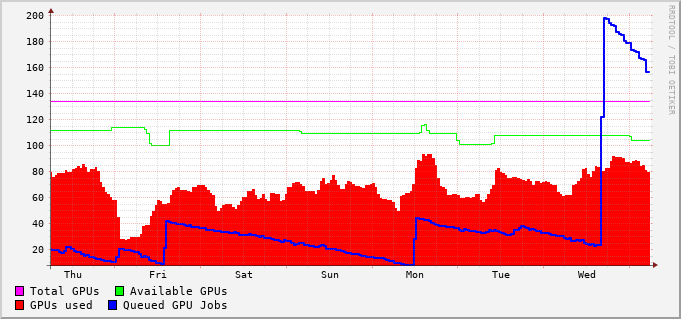 200
180
160
140
120
100
80
60
40
20
Thu Fri Sat Sun Mon Tue Wed
Total GPUs Available GPUs
GPUs used Queued GPU Jobs
RRDTOOL / TOBI OETIKER